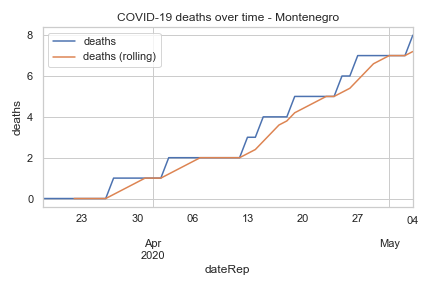 COVID-19 deaths over time - Montenegro
deaths
deaths (rolling)
8
6
4
2
0
deaths
23 30 06 13 20 27 04
Apr May
2020
dateRep